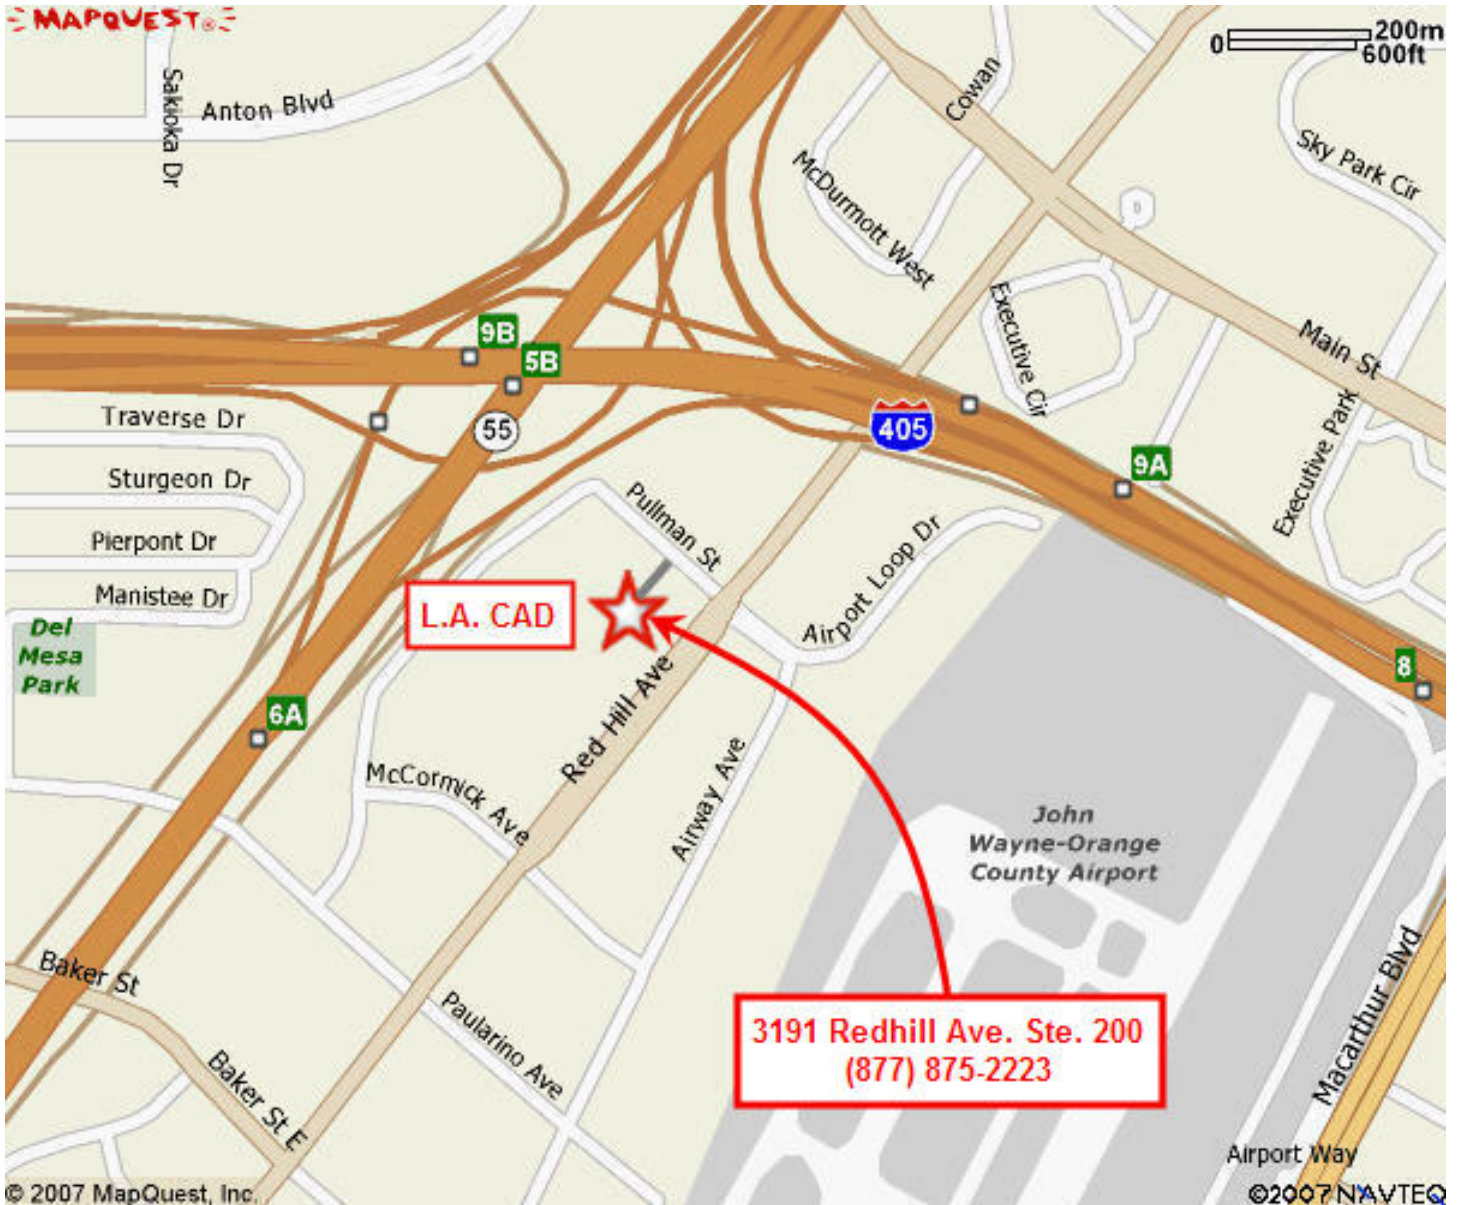 MAPQUEST®
200m
0
600ft
Sakioka Dr
Anton Blvd
Cowan
Sky Park Cir
McDurmott West
Executive Cir
Main St
9B
5B
55
405
Traverse Dr
Executive Park
9A
Sturgeon Dr
Pullman St
Pierpont Dr
Airport Loop Dr
Manistee Dr
L.A. CAD
Del
Mesa
Park
8
6A
Red Hill Ave
McCormick Ave
Airway Ave
John
Wayne-Orange
County Airport
Baker St
Macarthur Blvd
Paularino Ave
3191 Redhill Ave. Ste. 200
(877) 875-2223
Baker St E
Airport Way
© 2007 MapQuest, Inc.
©2007 NAVTEQ